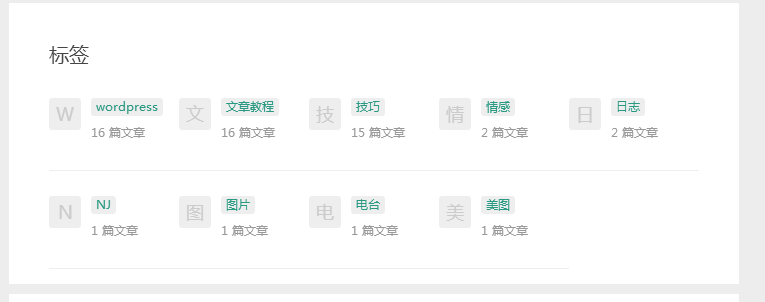 标签
W wordpress 文 文章教程 技 技巧 情 情感 日 日志
16 篇文章 16 篇文章 15 篇文章 2 篇文章 2 篇文章
N NJ 图 图片 电 电台 美 美图
1 篇文章 1 篇文章 1 篇文章 1 篇文章